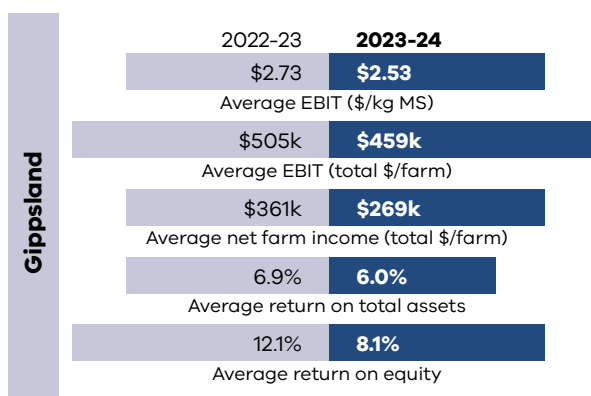 Gippsland
2022-23 2023-24
$2.73 $2.53
Average EBIT ($/kg MS)
$505k $459k
Average EBIT (total $/farm)
$361k $269k
Average net farm income (total $/farm)
6.9% 6.0%
Average return on total assets
12.1% 8.1%
Average return on equity